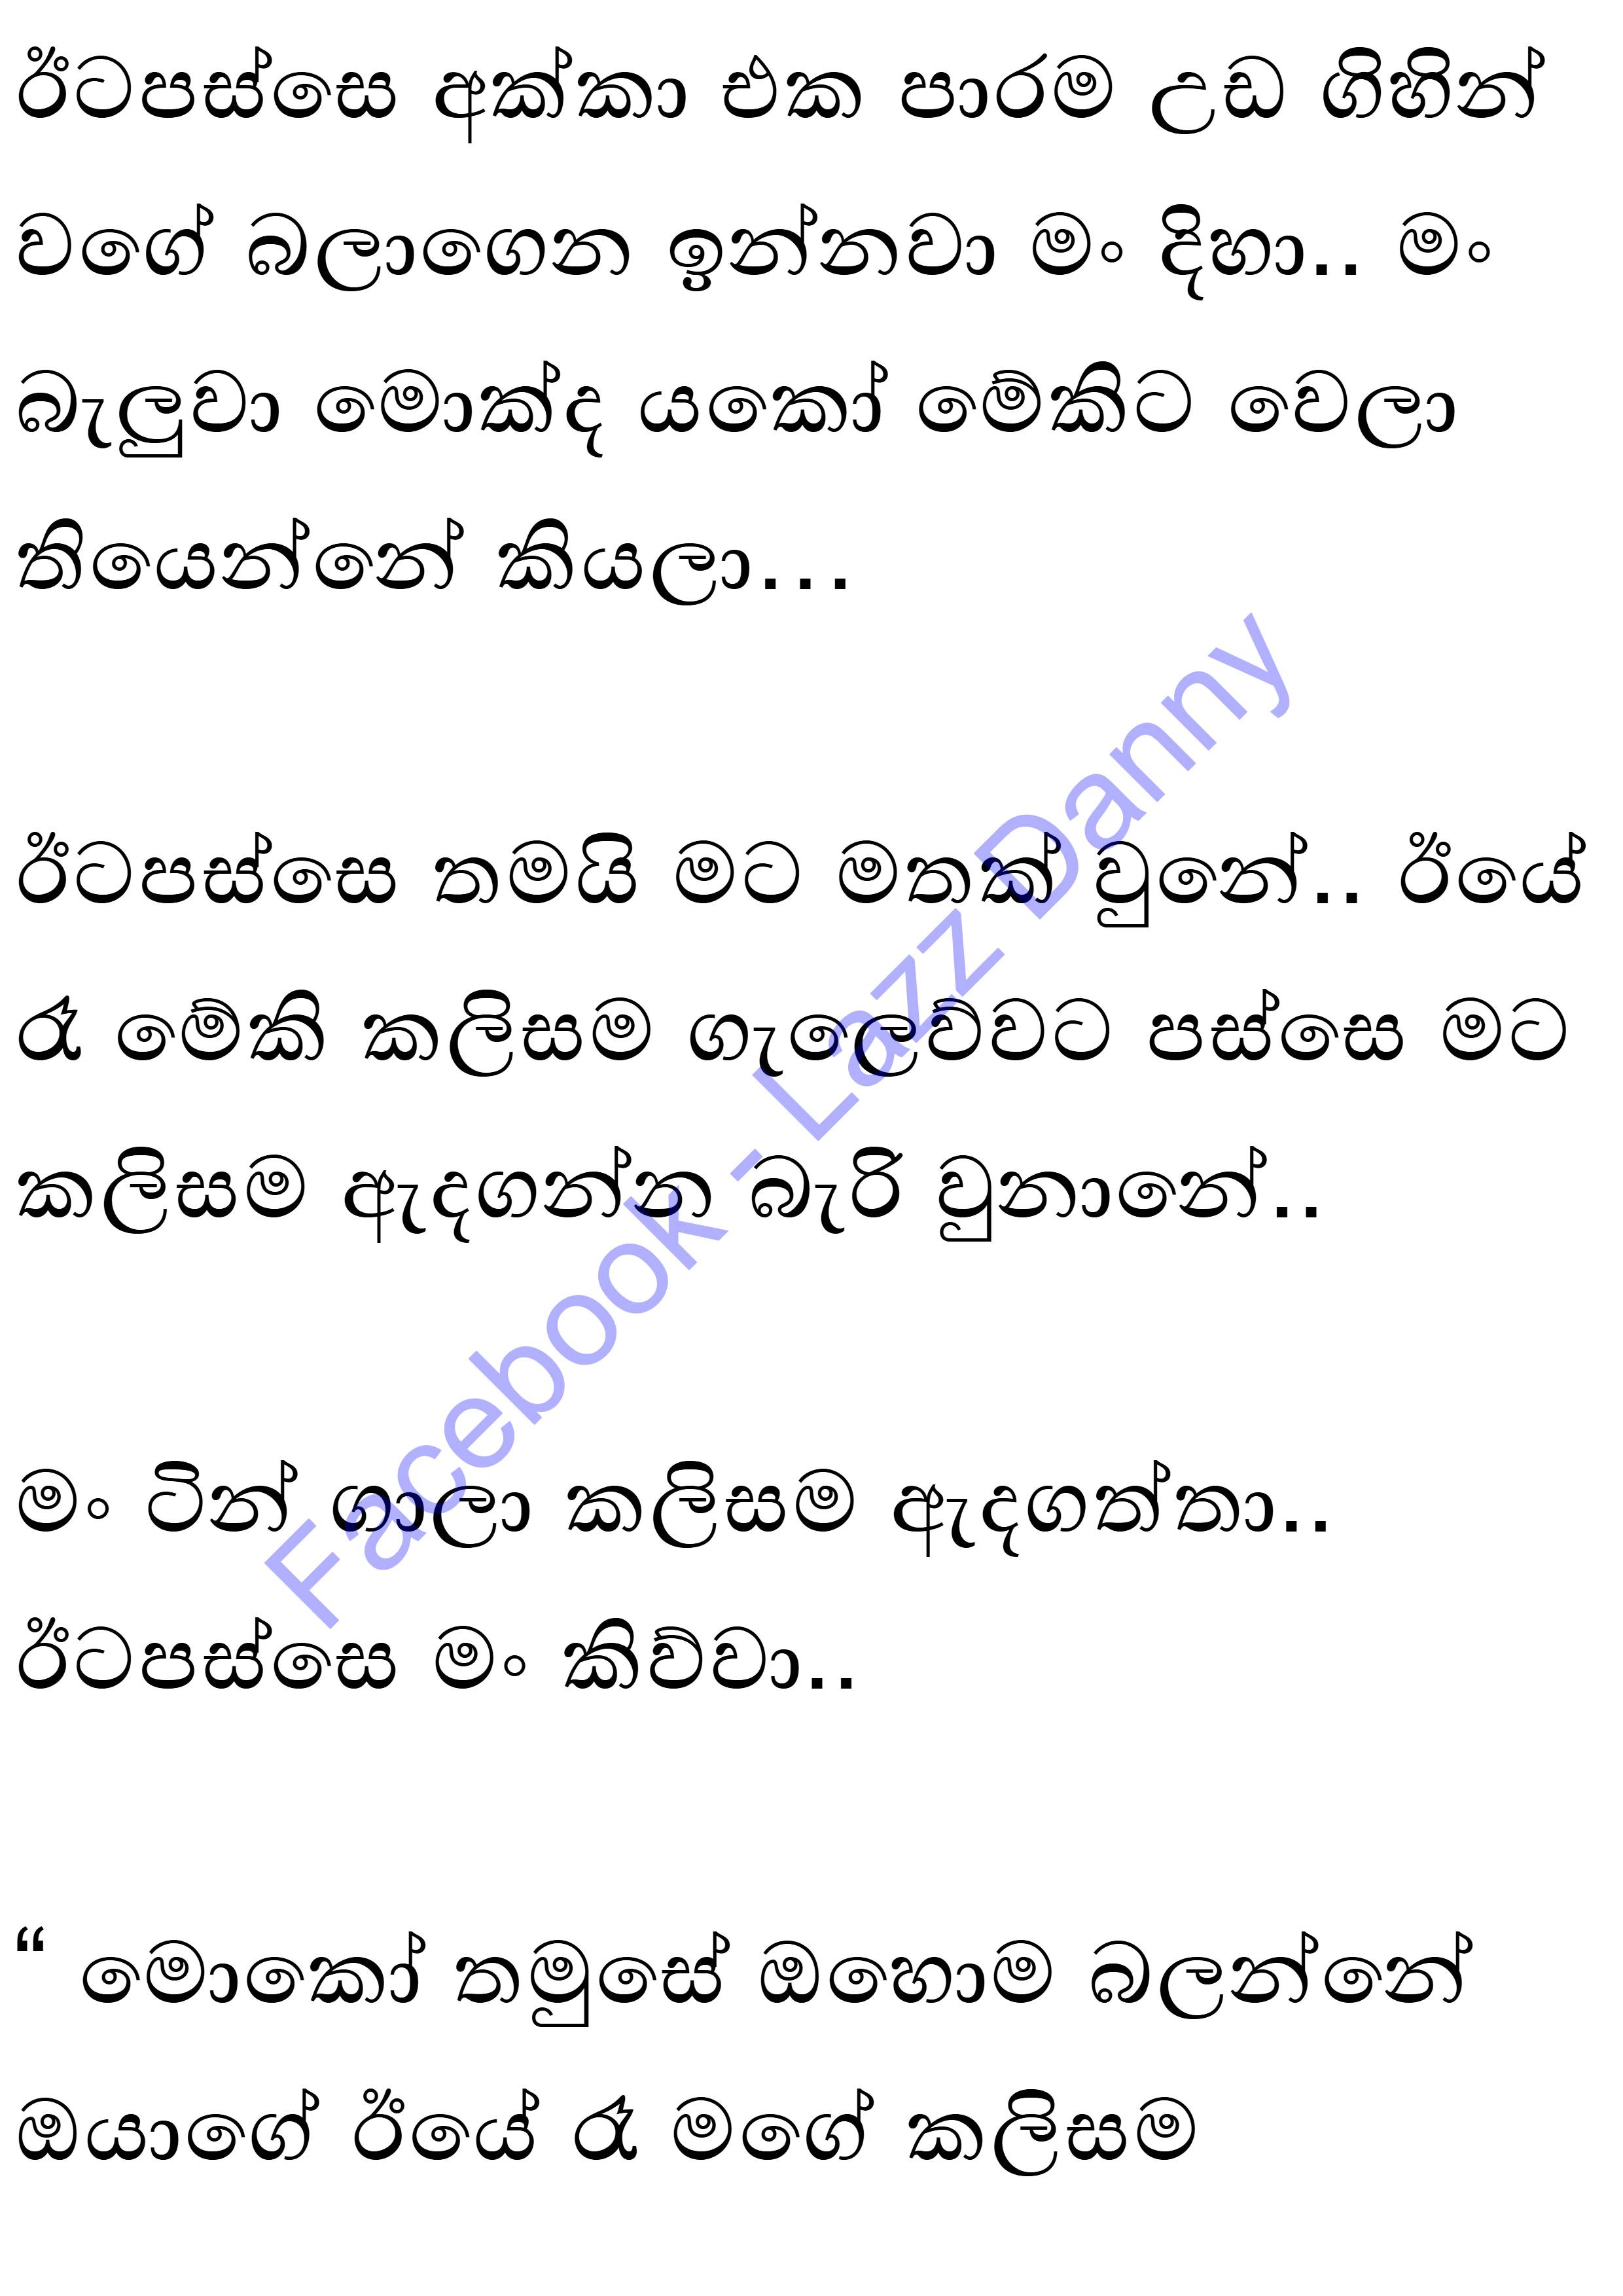 ඊටපස්සෙ අක්කා එක පාරම උඩ ගිහින්
වගේ බලාගෙන ඉන්නවා මං දිහා.. මං
බැලුවා මොක්ද යකෝ මේකිට වෙලා
තියෙන්නේ කියලා...
ඊටපස්සෙ තමයි මට මතක් වුනේ.. ඊයේ
රෑ මේකි කලිසම ගැලෙව්වට පස්සෙ මට
කලිසම ඇදගන්න බැරි වුනානේ..
මං ටින් ගාලා කලිසම ඇදගත්තා..
ඊටපස්සෙ මං කිව්වා..
“ මොකෝ තමුසේ ඔහොම බලන්නේ
ඔයාගේ ඊයේ රෑ මගේ කලිසම
Facebook - Lazz Danny